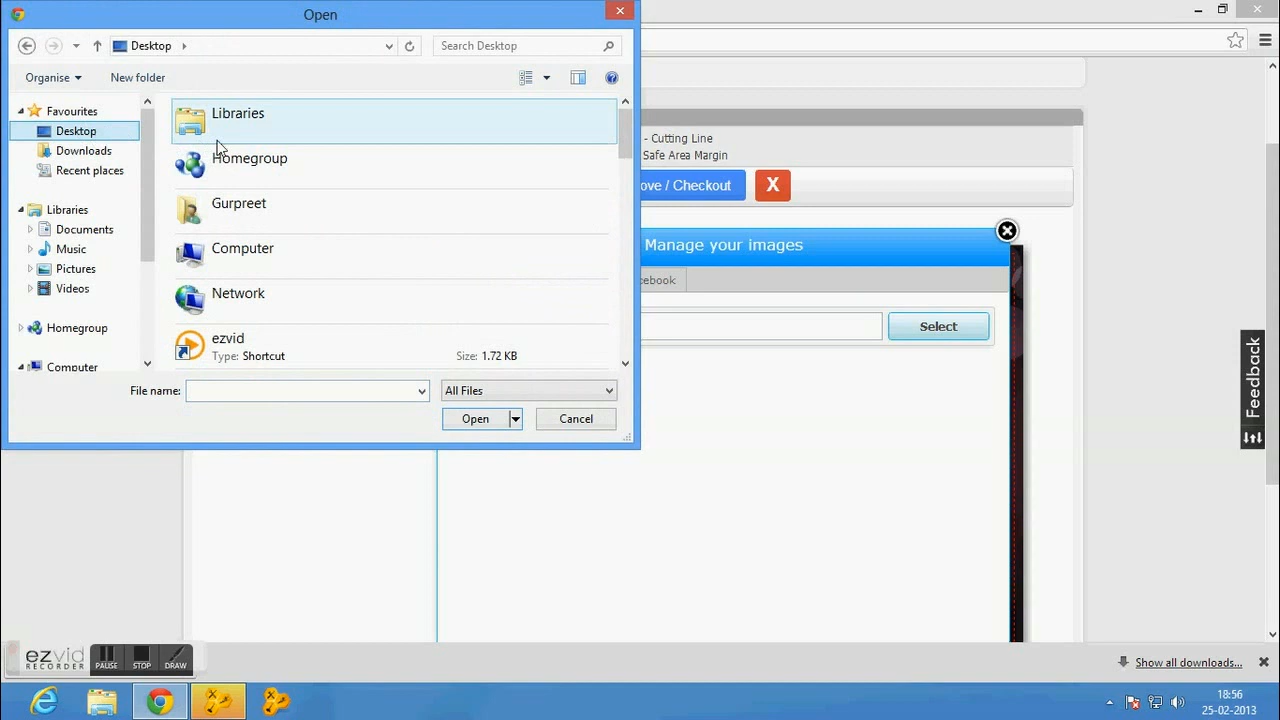 Open
Desktop
Search Desktop
Organise
New folder
Favourites
Desktop
Downloads
Recent places
Libraries
Documents
Music
Pictures
Videos
Homegroup
Computer
Libraries
Homegroup
Gurpreet
Computer
Network
ezvid
Type: Shortcut
Size: 1.72 KB
File name:
All Files
Open
Cancel
- Cutting Line
Safe Area Margin
ove / Checkout
X
Manage your images
cebook
Select
Feedback
ezvid
RECORDER
PAUSE
STOP
DRAW
Show all downloads...
18:56
25-02-2013